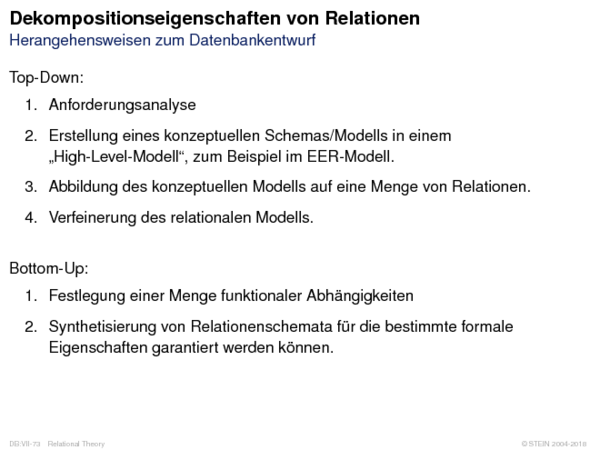 Dekompositionseigenschaften von Relationen
Herangehensweisen zum Datenbankentwurf
Top-Down:
1. Anforderungsanalyse
2. Erstellung eines konzeptuellen Schemas/Modells in einem
„High-Level-Modell“, zum Beispiel im EER-Modell.
3. Abbildung des konzeptuellen Modells auf eine Menge von Relationen.
4. Verfeinerung des relationalen Modells.
Bottom-Up:
1. Festlegung einer Menge funktionaler Abhängigkeiten
2. Synthetisierung von Relationenschemata für die bestimmte formale
Eigenschaften garantiert werden können.
DB:VII-73 Relational Theory
© STEIN 2004-2018